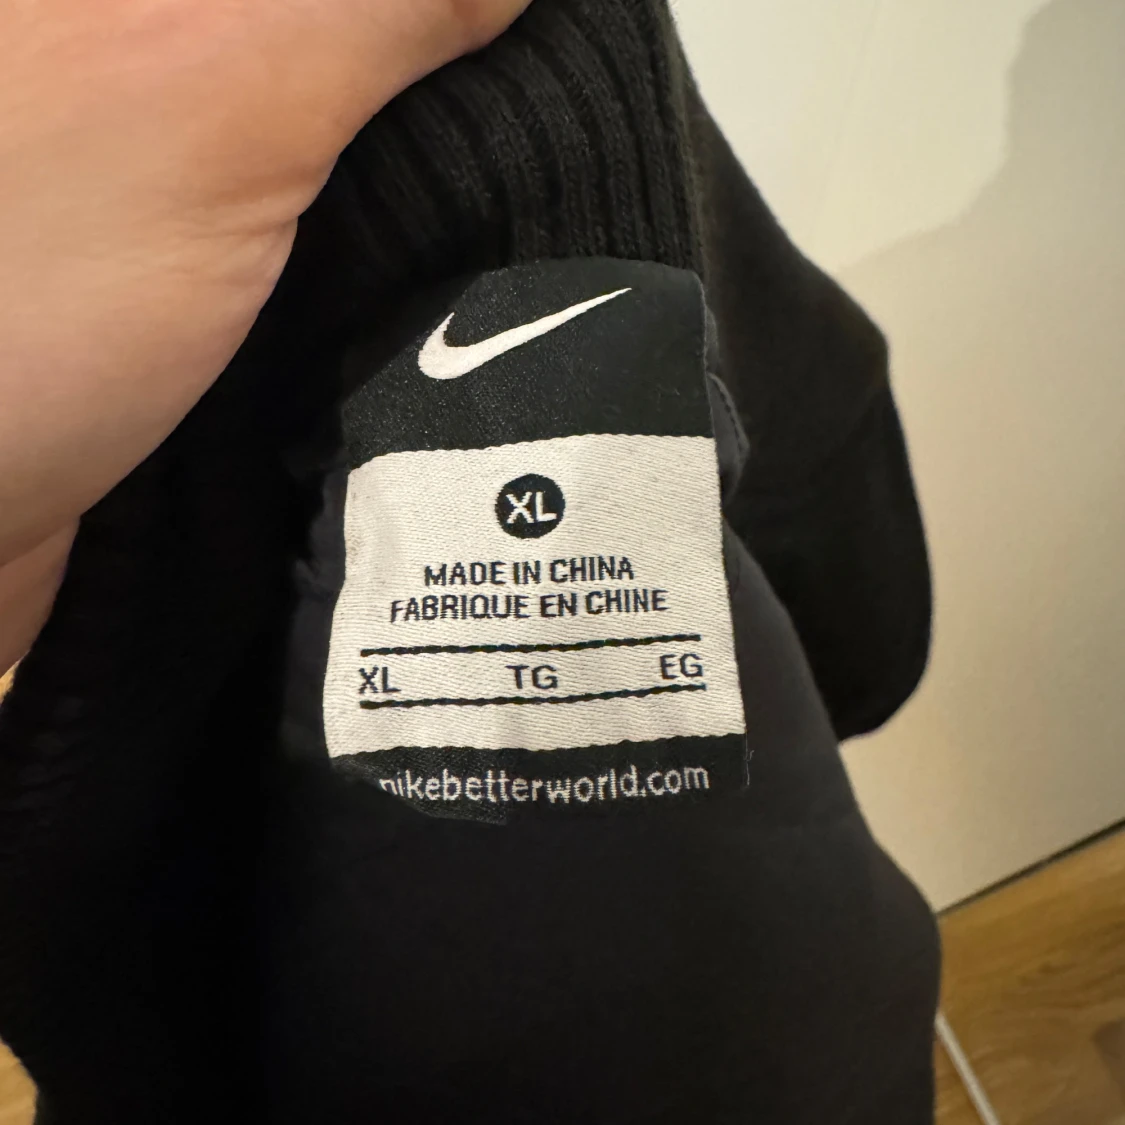 XL
MADE IN CHINA
FABRIQUE EN CHINE
XL TG EG
nikebetterworld.com